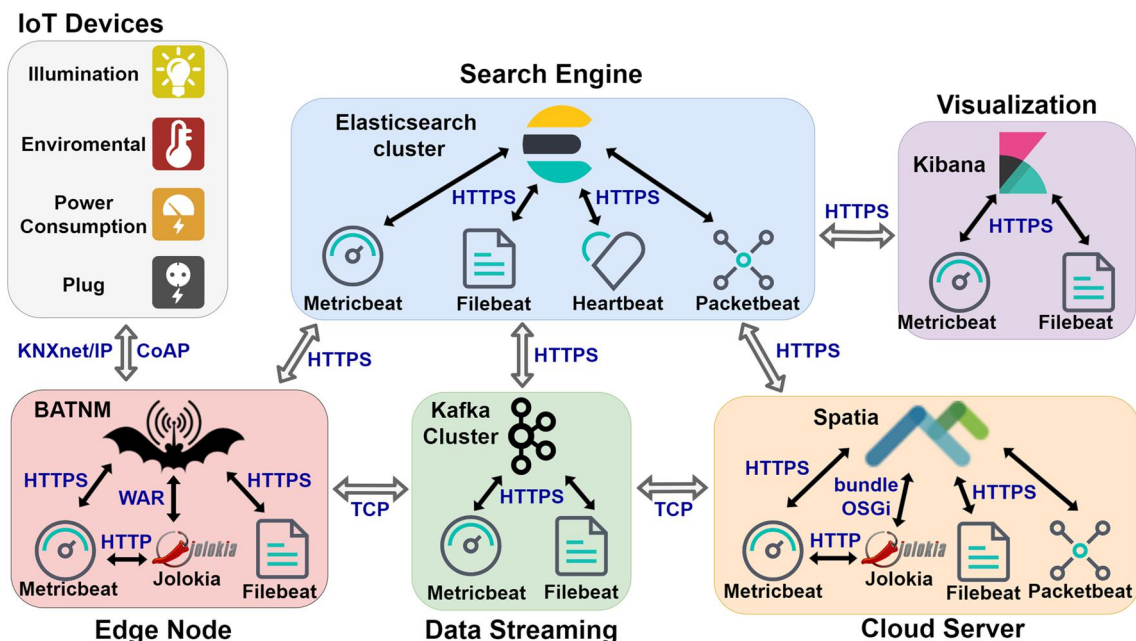 IoT Devices
Illumination
Enviromental
Power
Consumption
Plug
KNXnet/IP
CoAP
Search Engine
Elasticsearch
cluster
HTTPS
HTTPS
Metricbeat
Filebeat
Heartbeat
Packetbeat
HTTPS
Visualization
Kibana
HTTPS
Metricbeat
Filebeat
HTTPS
HTTPS
HTTPS
BATNM
HTTPS
HTTPS
WAR
HTTP
jolokia
Metricbeat
Jolokia
Filebeat
Edge Node
TCP
Kafka
Cluster
HTTPS
Metricbeat
Filebeat
Data Streaming
TCP
Spatia
HTTPS
bundle
OSGi
HTTPS
HTTP
jolokia
Metricbeat
Jolokia
Filebeat
Packetbeat
Cloud Server